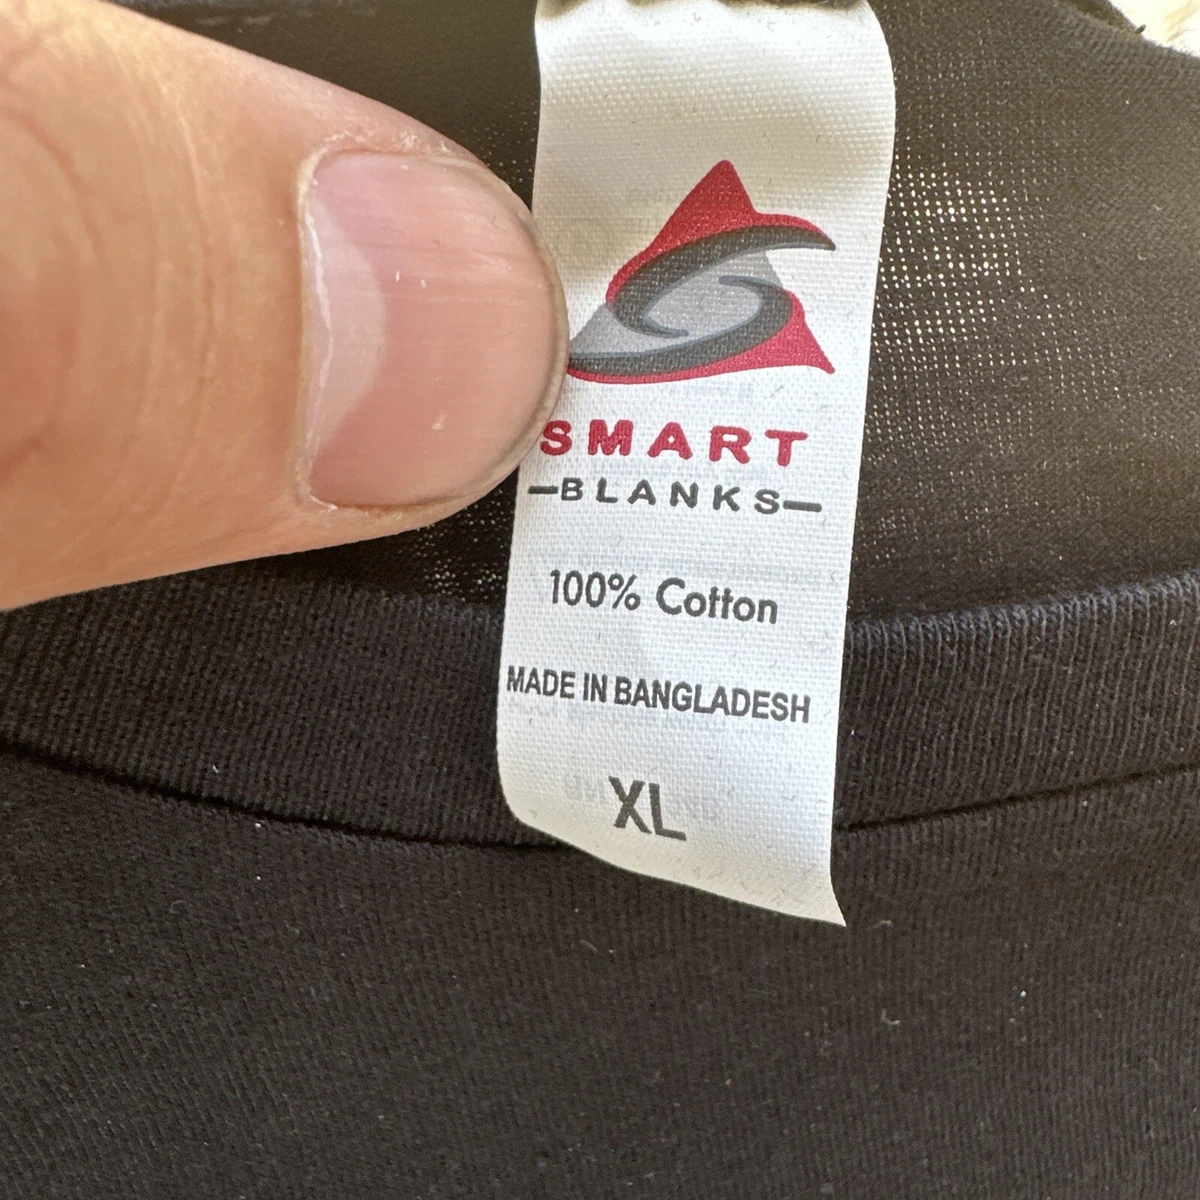 SMART
—BLANKS—
100% Cotton
MADE IN BANGLADESH
XL